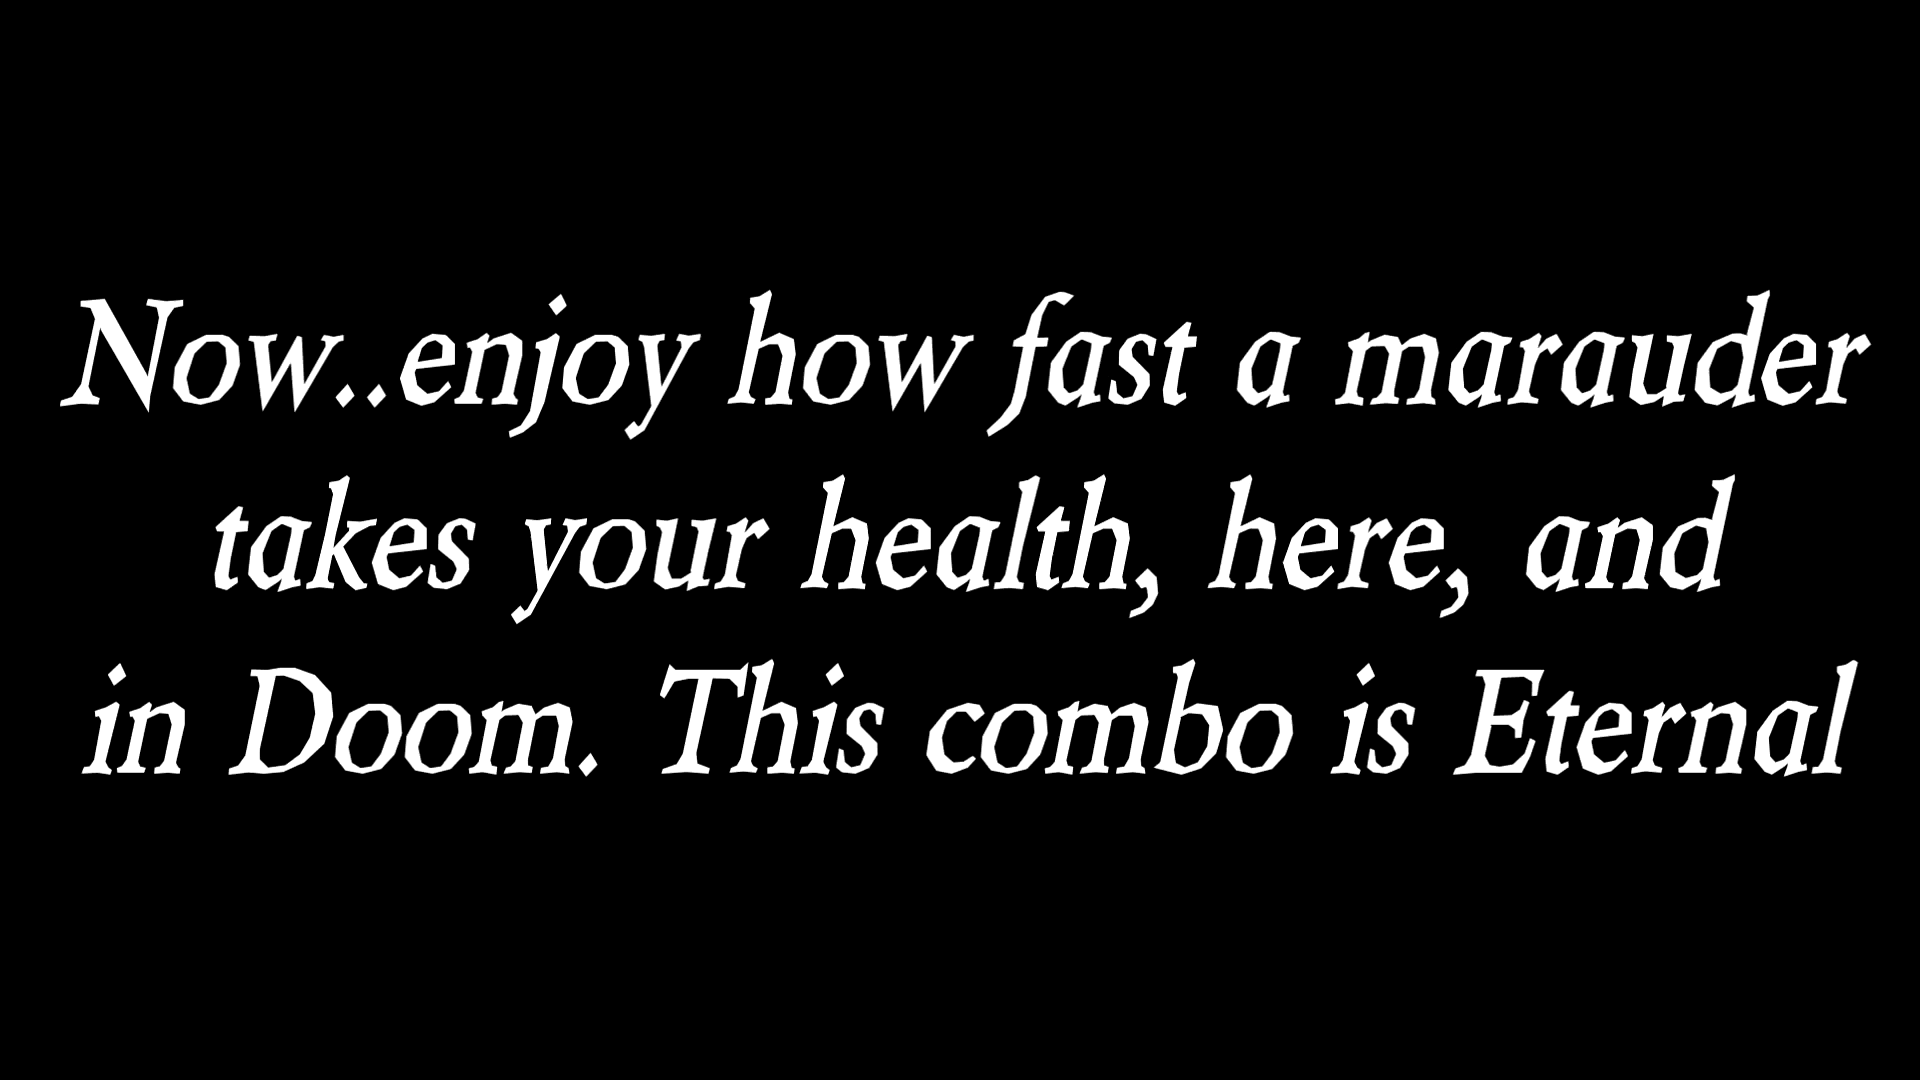 Now..enjoy how fast a marauder
takes your health, here, and
in Doom. This combo is Eternal